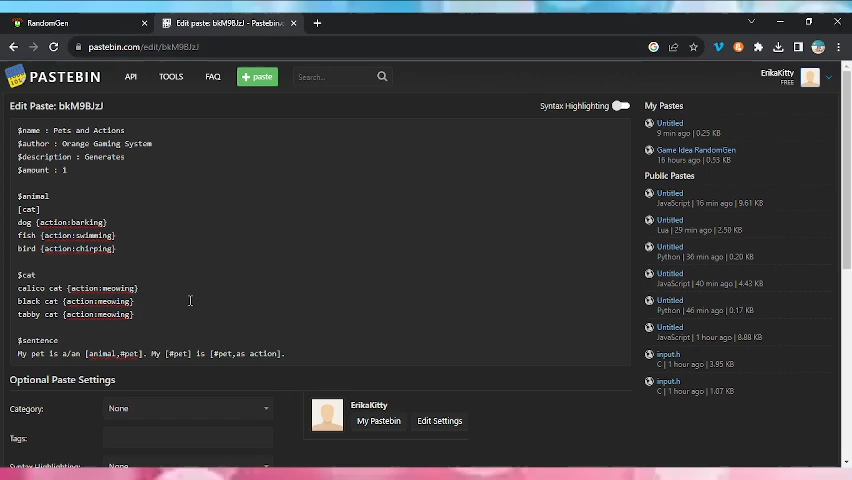 RandomGen
Edit paste: bkM9BJzJ - Pastebin.
pastebin.com/edit/bkM9BJzJ
PASTEBIN
API
TOOLS
FAQ
+ paste
Search...
ErikaKitty
FREE
Edit Paste: bkM9BJzJ
Syntax Highlighting
$name : Pets and Actions
$author : Orange Gaming System
$description : Generates
$amount : 1
$animal
[cat]
dog {action:barking}
fish {action:swimming}
bird {action:chirping}
$cat
calico cat {action:meowing}
black cat {action:meowing}
tabby cat {action:meowing}
$sentence
My pet is a/an [animal,#pet]. My [#pet] is [#pet,as action].
My Pastes
Untitled
9 min ago | 0.25 KB
Game Idea RandomGen
16 hours ago | 0.53 KB
Public Pastes
Untitled
JavaScript | 16 min ago | 9.61 KB
Untitled
Lua | 29 min ago | 2.50 KB
Untitled
Python | 36 min ago | 0.20 KB
Untitled
JavaScript | 40 min ago | 4.43 KB
Untitled
Python | 46 min ago | 0.17 KB
Untitled
JavaScript | 1 hour ago | 8.88 KB
input.h
C | 1 hour ago | 3.95 KB
input.h
C | 1 hour ago | 1.07 KB
Optional Paste Settings
Category:
None
Tags:
Syntax Highlighting:
None
ErikaKitty
My Pastebin
Edit Settings